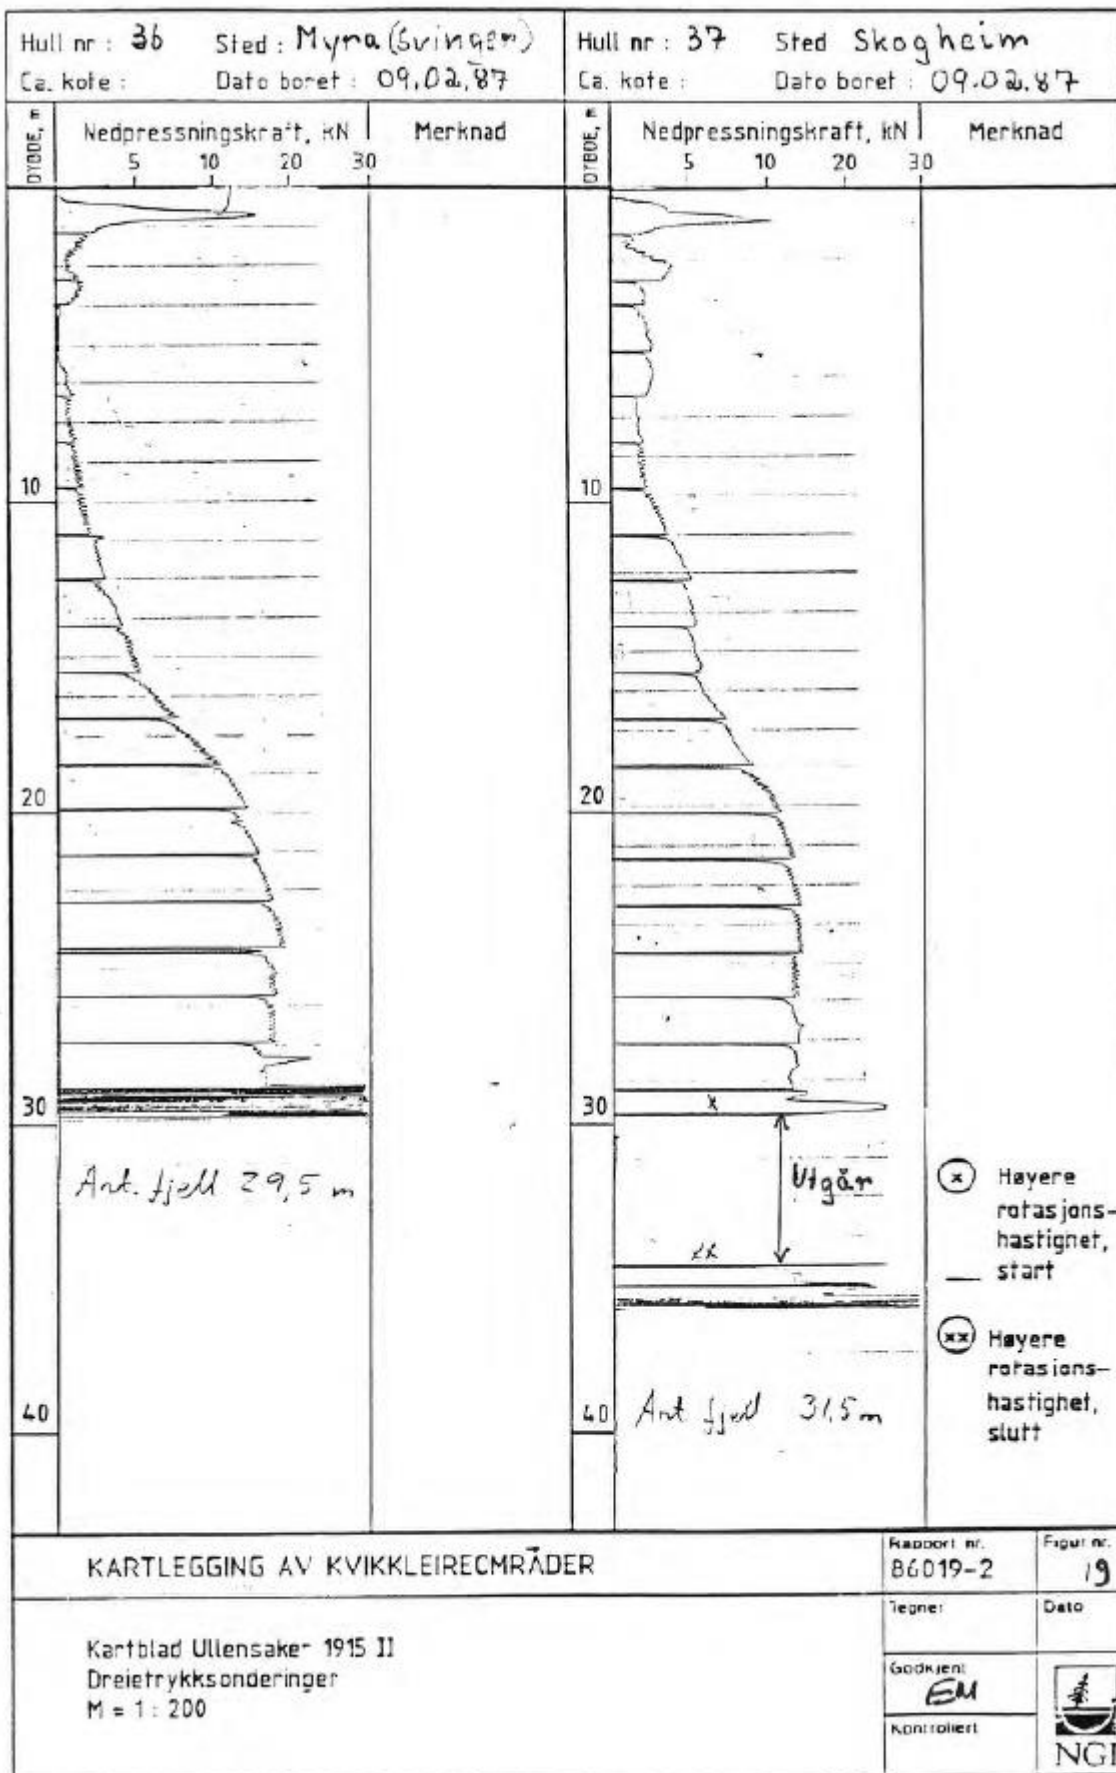 Hull nr : 36 Sted : Myra (Svingen)
Ca. kote : Dato boret : 09.02.87
DYBDE, m
Nedpressningskraft, kN
Merknad
5 10 20 30
10
20
30
Ant. fjell 29,5 m
40
Hull nr : 37 Sted Skogheim
Ca. kote : Dato boret : 09.02.87
DYBDE, m
Nedpressningskraft, kN
Merknad
5 10 20 30
10
20
30
x
Utgår
xx
Ant fjell 31,5 m
40
x Høyere
rotasjons-
hastighet,
start
xx Høyere
rotasjons-
hastighet,
slutt
KARTLEGGING AV KVIKKLEIREOMRÅDER
Kartblad Ullensaker 1915 II
Dreietrykksonderinger
M = 1 : 200
Rapport nr.
86019-2
Figur nr.
19
Tegner
Dato
Godkjent
EM
Kontrollert
NGI